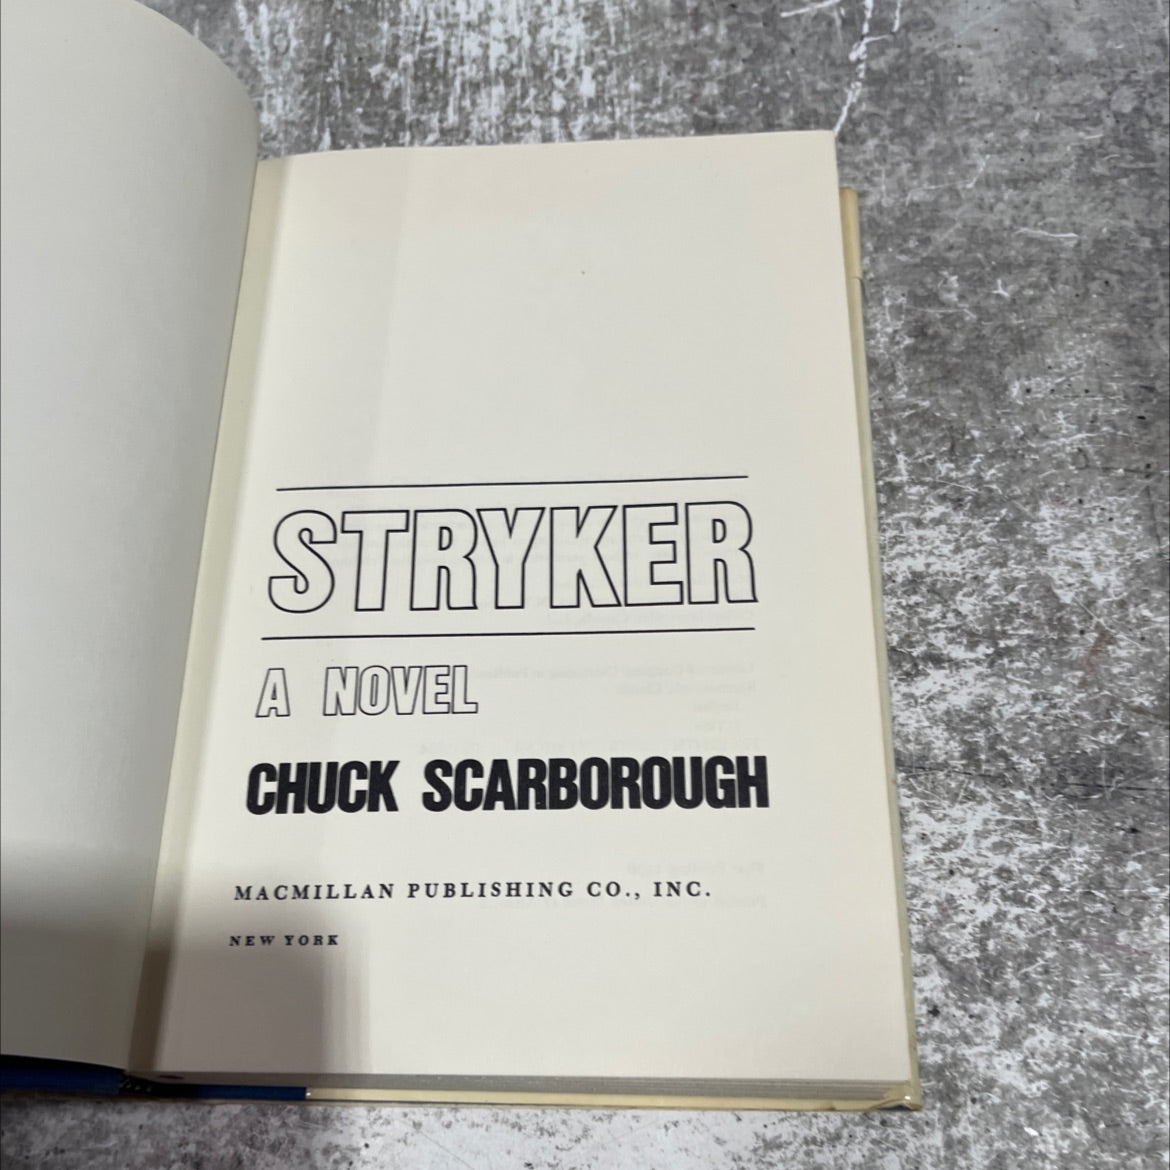 STRYKER
A NOVEL
CHUCK SCARBOROUGH
MACMILLAN PUBLISHING CO., INC.
NEW YORK